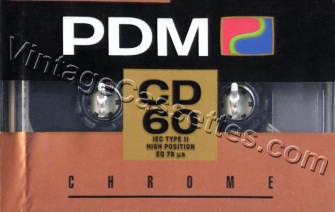 PDM
CD
60
IEC TYPE II
HIGH POSITION
EQ 70 µs
CHROME
VintageCassettes.com